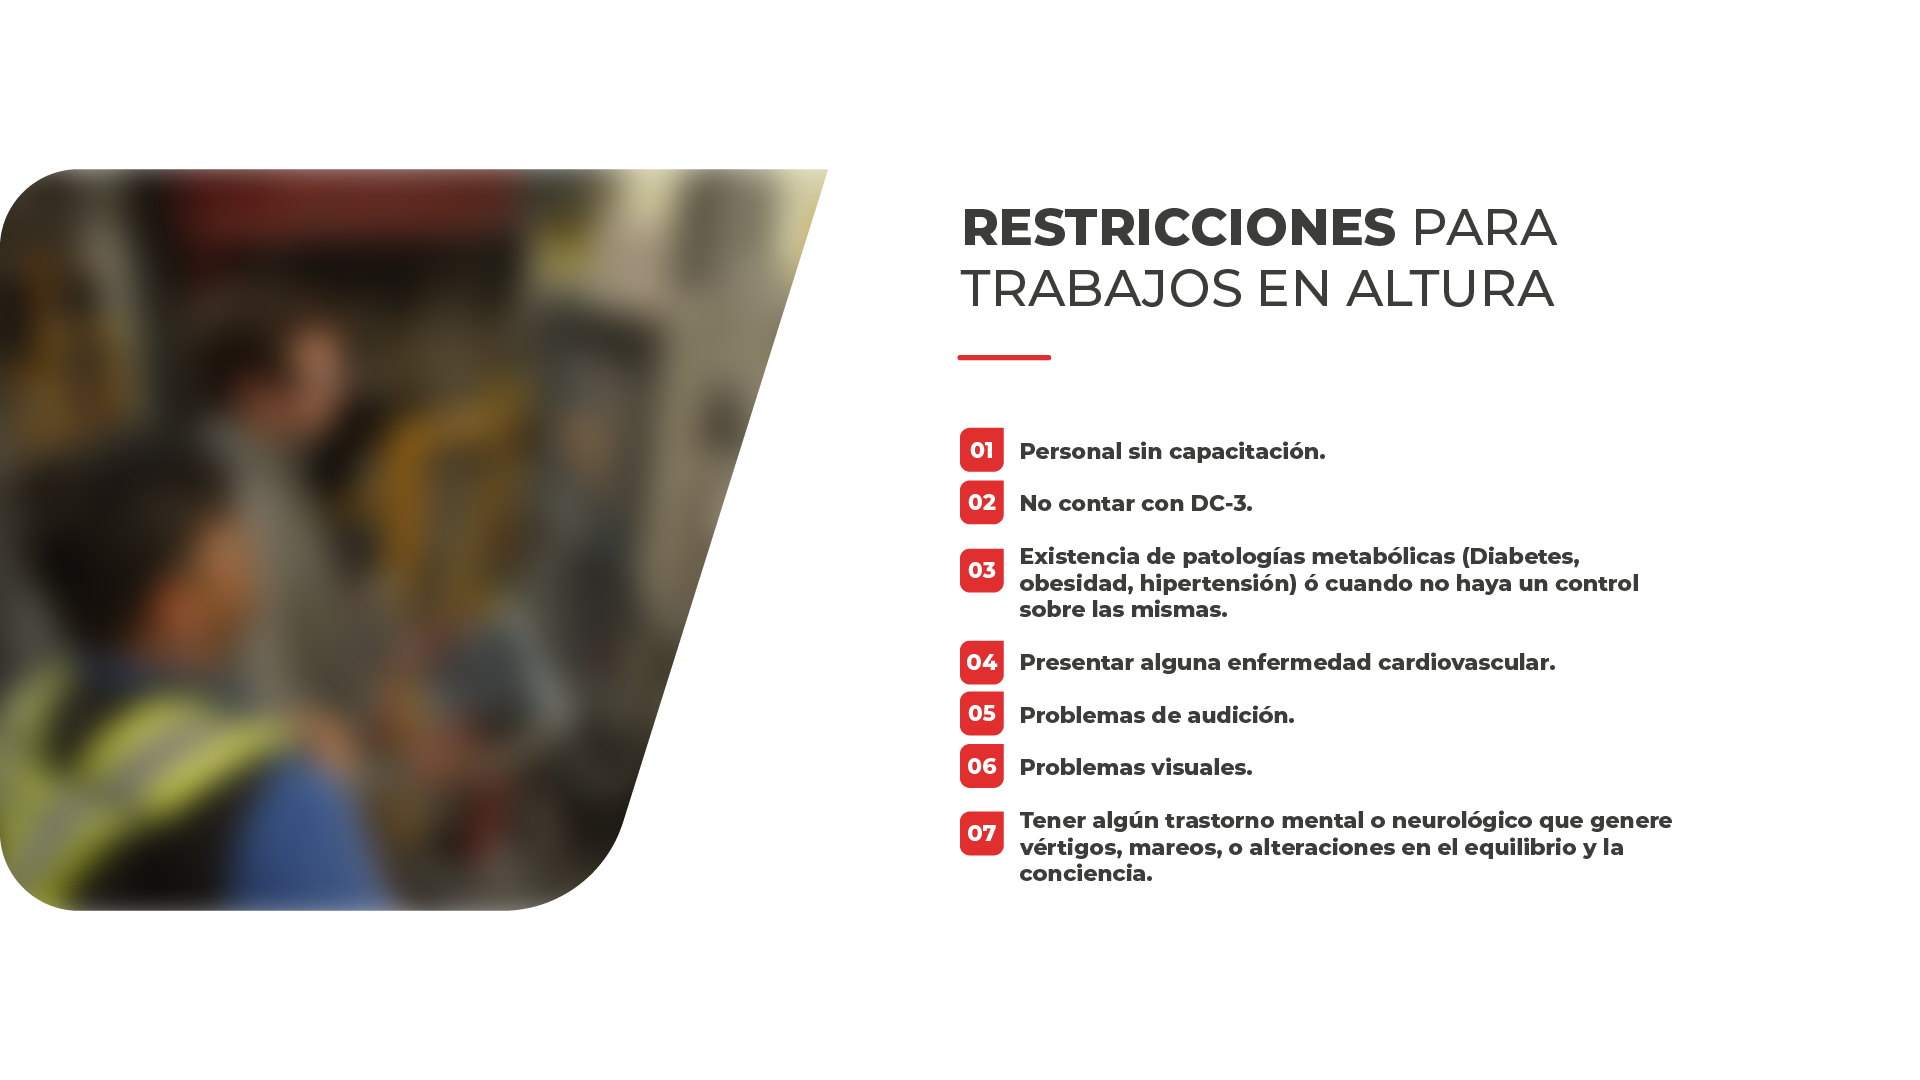 RESTRICCIONES PARA
TRABAJOS EN ALTURA
01 Personal sin capacitación.
02 No contar con DC-3.
03 Existencia de patologías metabólicas (Diabetes,
obesidad, hipertensión) ó cuando no haya un control
sobre las mismas.
04 Presentar alguna enfermedad cardiovascular.
05 Problemas de audición.
06 Problemas visuales.
07 Tener algún trastorno mental o neurológico que genere
vértigos, mareos, o alteraciones en el equilibrio y la
conciencia.